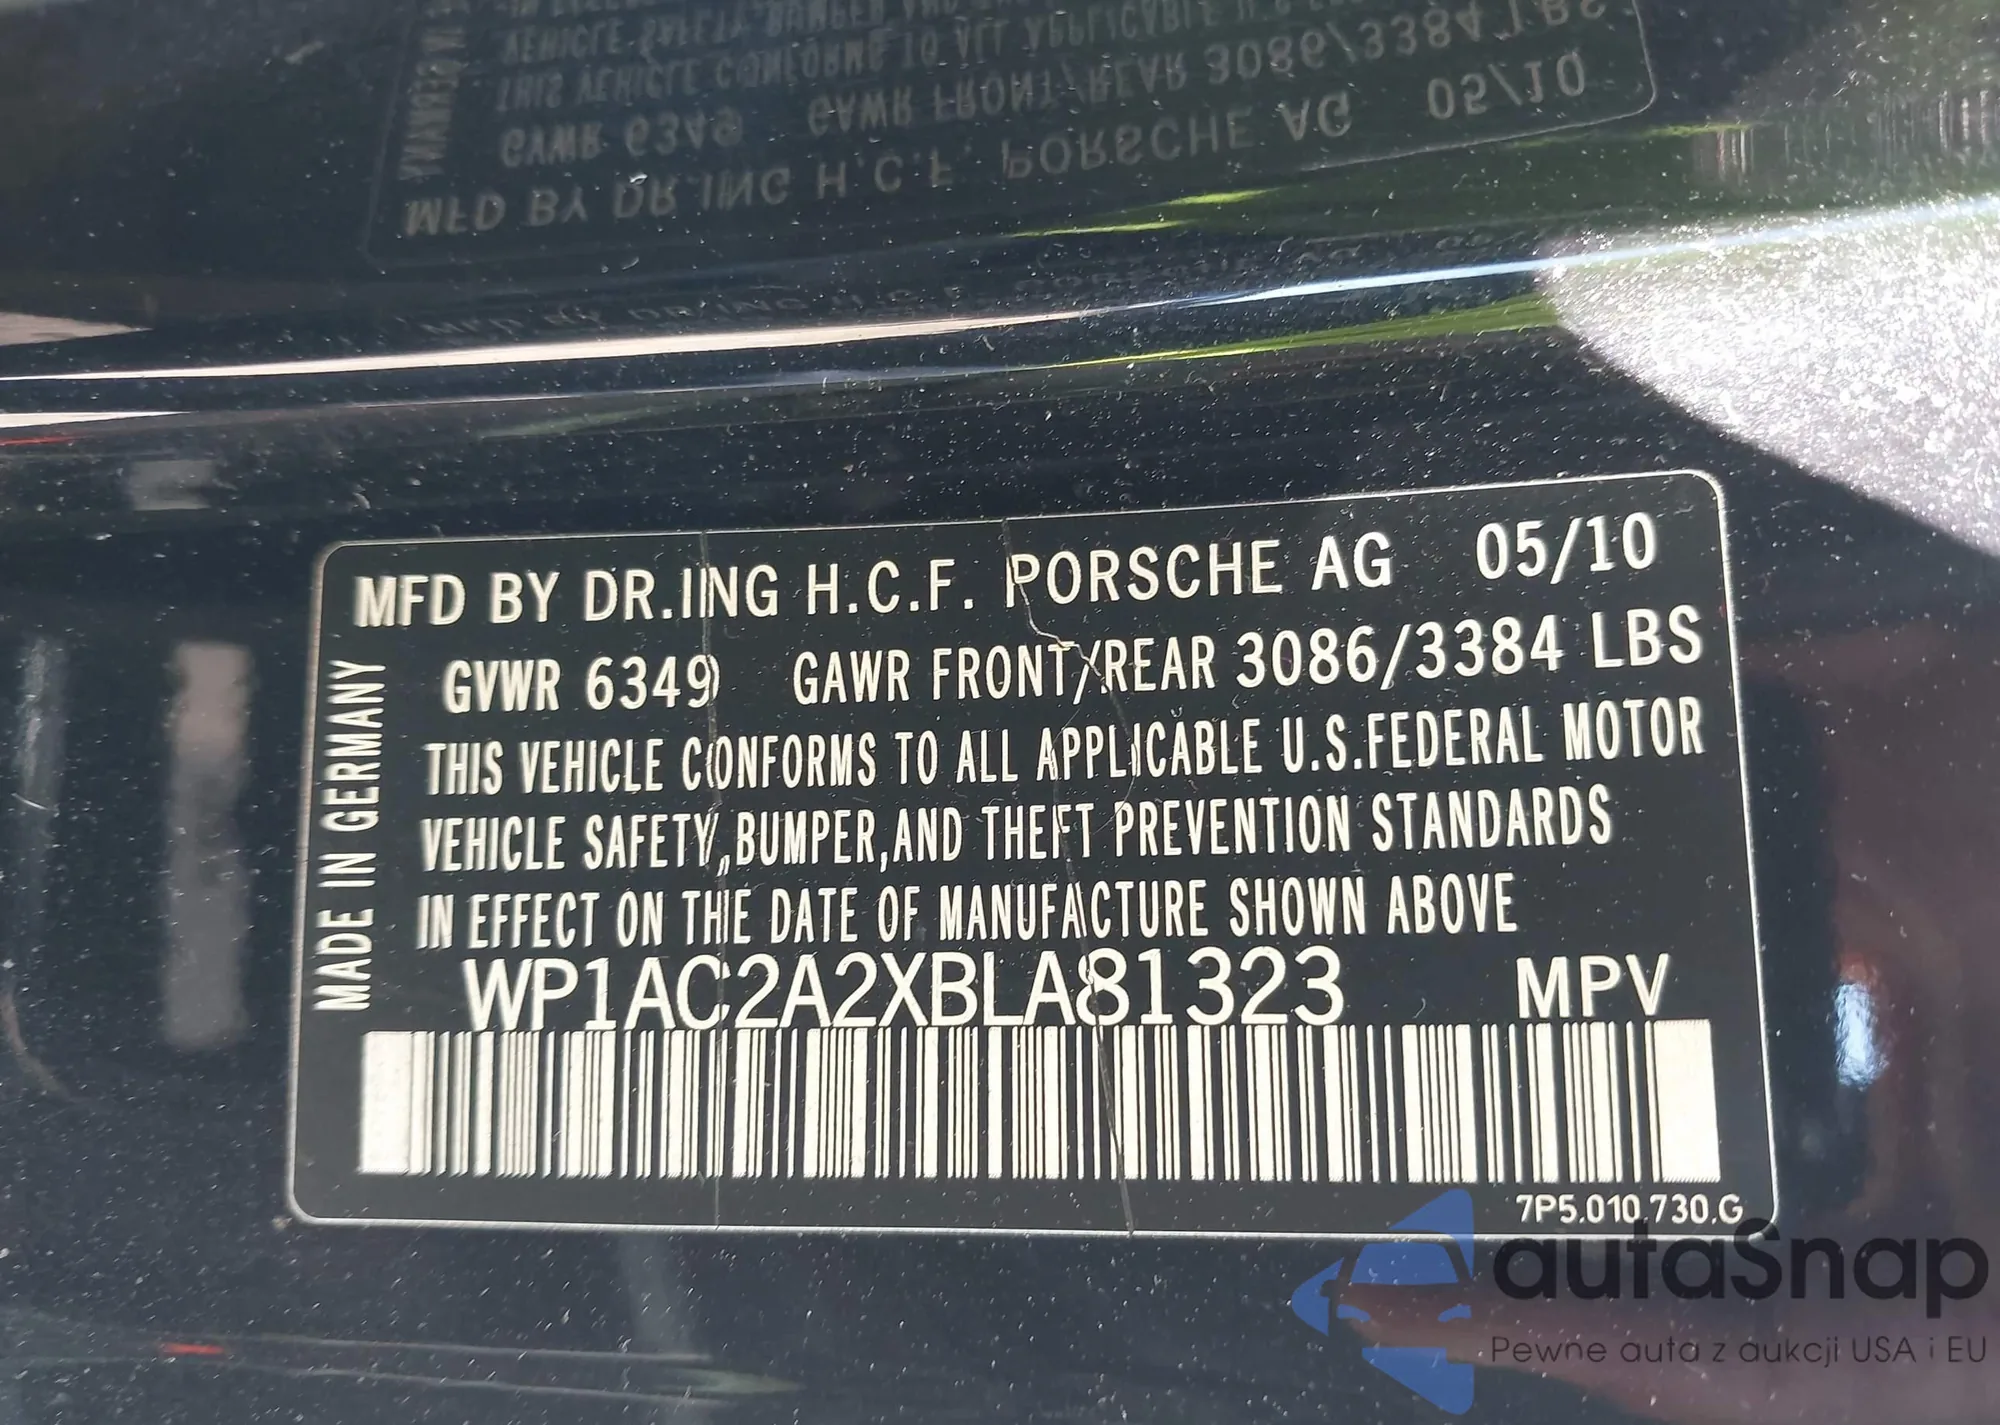 MFD BY DR.ING H.C.F. PORSCHE AG 05/10
GVWR 6349 GAWR FRONT/REAR 3086/3384 LBS
THIS VEHICLE CONFORMS TO ALL APPLICABLE U.S.FEDERAL MOTOR
VEHICLE SAFETY,BUMPER,AND THEFT PREVENTION STANDARDS
IN EFFECT ON THE DATE OF MANUFACTURE SHOWN ABOVE
WP1AC2A2XBLA81323 MPV
MADE IN GERMANY
7P5.010.730.G
autaSnap
Pewne auta z aukcji USA i EU